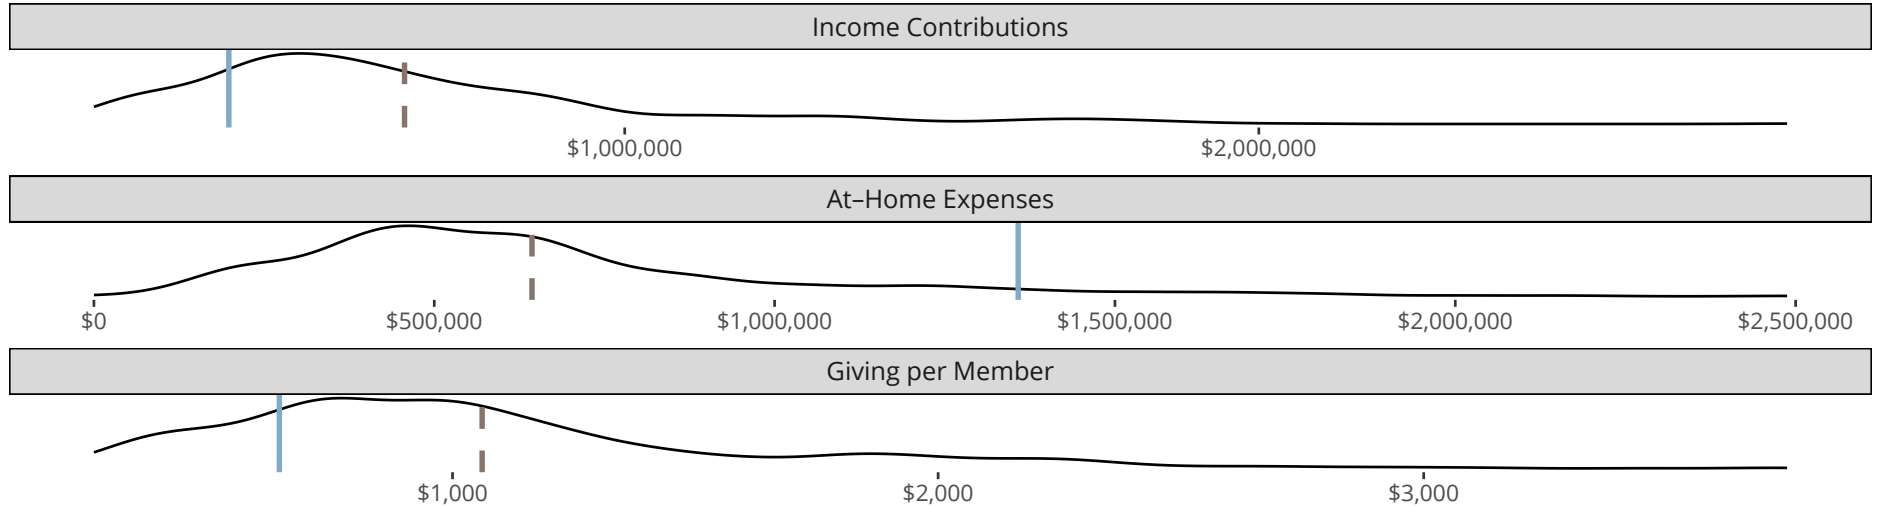 Income Contributions
$1,000,000 $2,000,000
At–Home Expenses
$0 $500,000 $1,000,000 $1,500,000 $2,000,000 $2,500,000
Giving per Member
$1,000 $2,000 $3,000